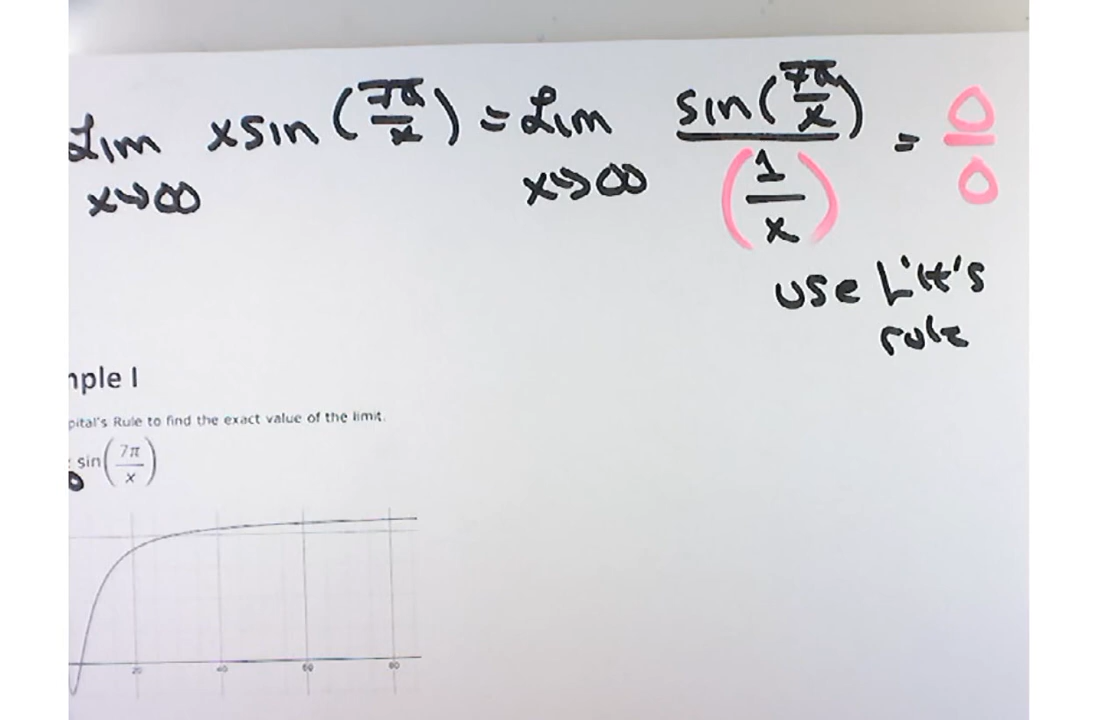 Lim x→∞ x sin (7π/x) = Lim x→∞ sin(7π/x) / (1/x) = 0/0
use L'H's
rule
mple I
pital's Rule to find the exact value of the limit.
sin(7π/x)
20 40 60 80